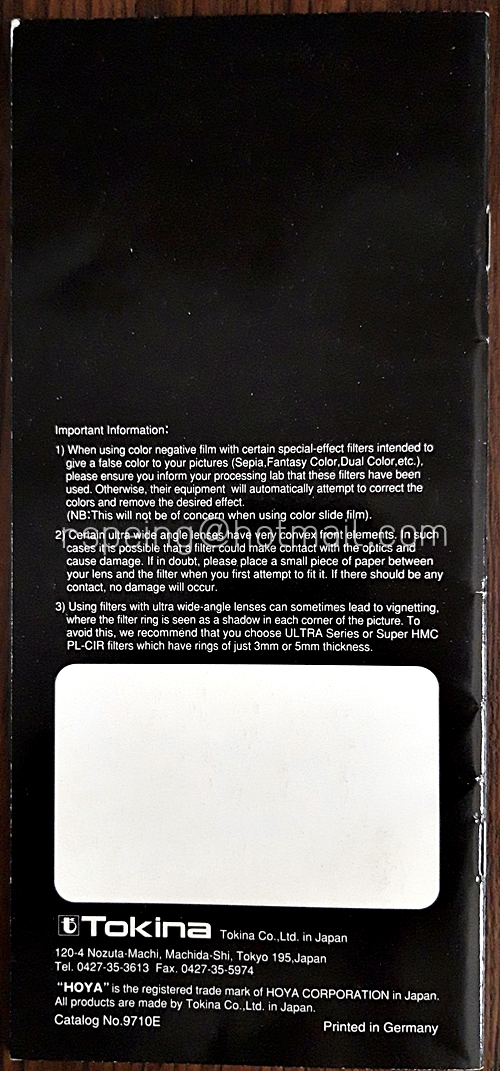 Important Information:
1) When using color negative film with certain special-effect filters intended to
give a false color to your pictures (Sepia,Fantasy Color,Dual Color,etc.),
please ensure you inform your processing lab that these filters have been
used. Otherwise, their equipment will automatically attempt to correct the
colors and remove the desired effect.
(NB:This will not be of concern when using color slide film).
2) Certain ultra-wide angle lenses have very convex front elements. In such
cases it is possible that a filter could make contact with the optics and
cause damage. If in doubt, please place a small piece of paper between
your lens and the filter when you first attempt to fit it. If there should be any
contact, no damage will occur.
3) Using filters with ultra wide-angle lenses can sometimes lead to vignetting,
where the filter ring is seen as a shadow in each corner of the picture. To
avoid this, we recommend that you choose ULTRA Series or Super HMC
PL-CIR filters which have rings of just 3mm or 5mm thickness.
Tokina Tokina Co.,Ltd. in Japan
120-4 Nozuta-Machi, Machida-Shi, Tokyo 195,Japan
Tel. 0427-35-3613 Fax. 0427-35-5974
"HOYA" is the registered trade mark of HOYA CORPORATION in Japan.
All products are made by Tokina Co.,Ltd. in Japan.
Catalog No.9710E
Printed in Germany